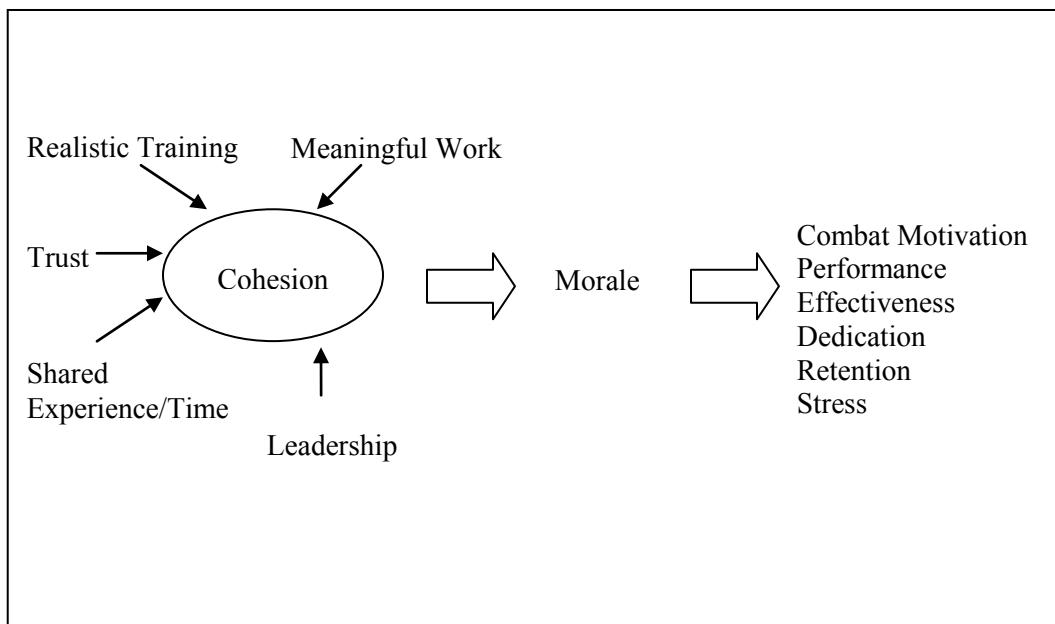 Realistic Training
Meaningful Work
Trust
Cohesion
Shared
Experience/Time
Leadership
Morale
Combat Motivation
Performance
Effectiveness
Dedication
Retention
Stress